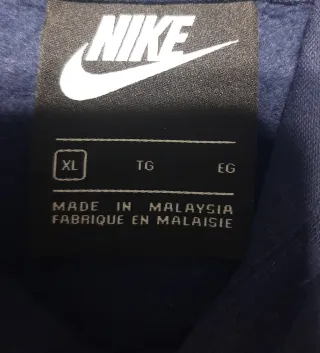 NIKE
XL TG EG
MADE IN MALAYSIA
FABRIQUE EN MALAISIE